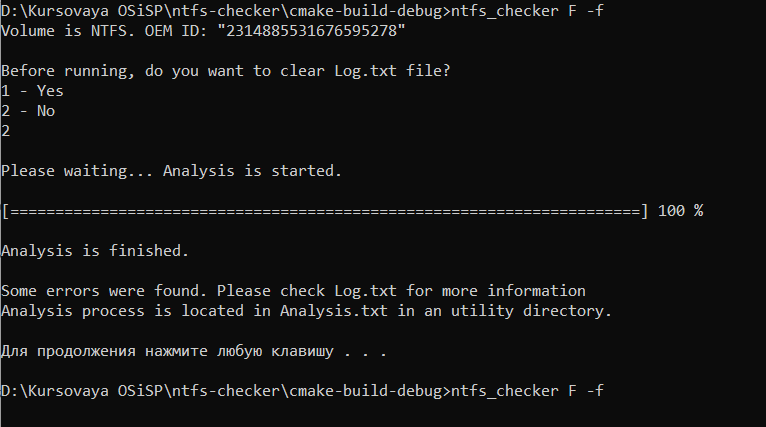 D:\Kursovaya OSiSP\ntfs-checker\cmake-build-debug>ntfs_checker F -f
Volume is NTFS. OEM ID: "2314885531676595278"
Before running, do you want to clear Log.txt file?
1 - Yes
2 - No
2
Please waiting... Analysis is started.
[======================================================================] 100 %
Analysis is finished.
Some errors were found. Please check Log.txt for more information
Analysis process is located in Analysis.txt in an utility directory.
Для продолжения нажмите любую клавишу . . .
D:\Kursovaya OSiSP\ntfs-checker\cmake-build-debug>ntfs_checker F -f